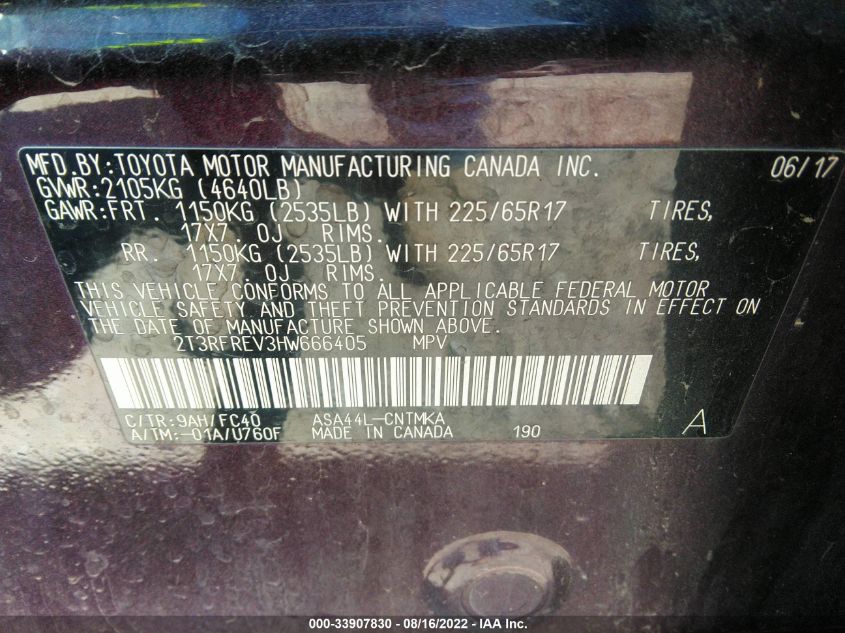 MFD.BY:TOYOTA MOTOR MANUFACTURING CANADA INC. 06/17
GVWR:2105KG (4640LB)
GAWR:FRT. 1150KG (2535LB) WITH 225/65R17 TIRES,
17X7. OJ RIMS.
RR. 1150KG (2535LB) WITH 225/65R17 TIRES,
17X7. OJ RIMS.
THIS VEHICLE CONFORMS TO ALL APPLICABLE FEDERAL MOTOR
VEHICLE SAFETY AND THEFT PREVENTION STANDARDS IN EFFECT ON
THE DATE OF MANUFACTURE SHOWN ABOVE.
2T3RFREV3HW666405 MPV
C/TR:9AH/FC40 ASA44L-CNTMKA
A/TM:-01A/U760F MADE IN CANADA 190 A
000-33907830 - 08/16/2022 - IAA Inc.